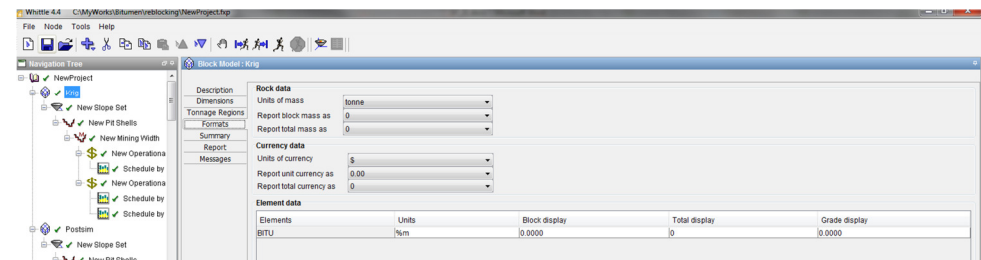 Whittle 4.4 C:\MyWorks\Bitumen\reblocking\NewProject.fxp
File Node Tools Help
Navigation Tree
Block Model : Krig
NewProject
Krig
New Slope Set
New Pit Shells
New Mining Width
New Operationa
Schedule by
New Operationa
Schedule by
Schedule by
Postsim
New Slope Set
New Pit Shells
Description
Dimensions
Tonnage Regions
Formats
Summary
Report
Messages
Rock data
Units of mass tonne
Report block mass as 0
Report total mass as 0
Currency data
Units of currency $
Report unit currency as 0.00
Report total currency as 0
Element data
Elements Units Block display Total display Grade display
BITU %m 0.0000 0 0.0000